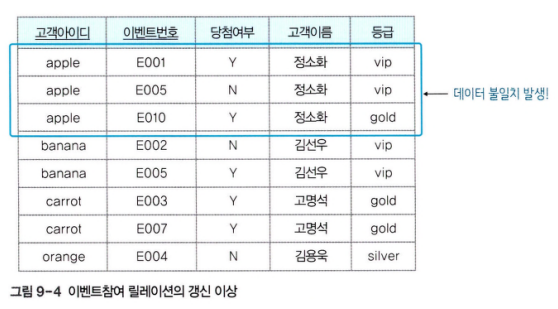 고객아이디 이벤트번호 당첨여부 고객이름 등급
apple E001 Y 정소화 vip
apple E005 N 정소화 vip
apple E010 Y 정소화 gold
데이터 불일치 발생!
banana E002 N 김선우 vip
banana E005 Y 김선우 vip
carrot E003 Y 고명석 gold
carrot E007 Y 고명석 gold
orange E004 N 김용욱 silver
그림 9-4 이벤트참여 릴레이션의 갱신 이상